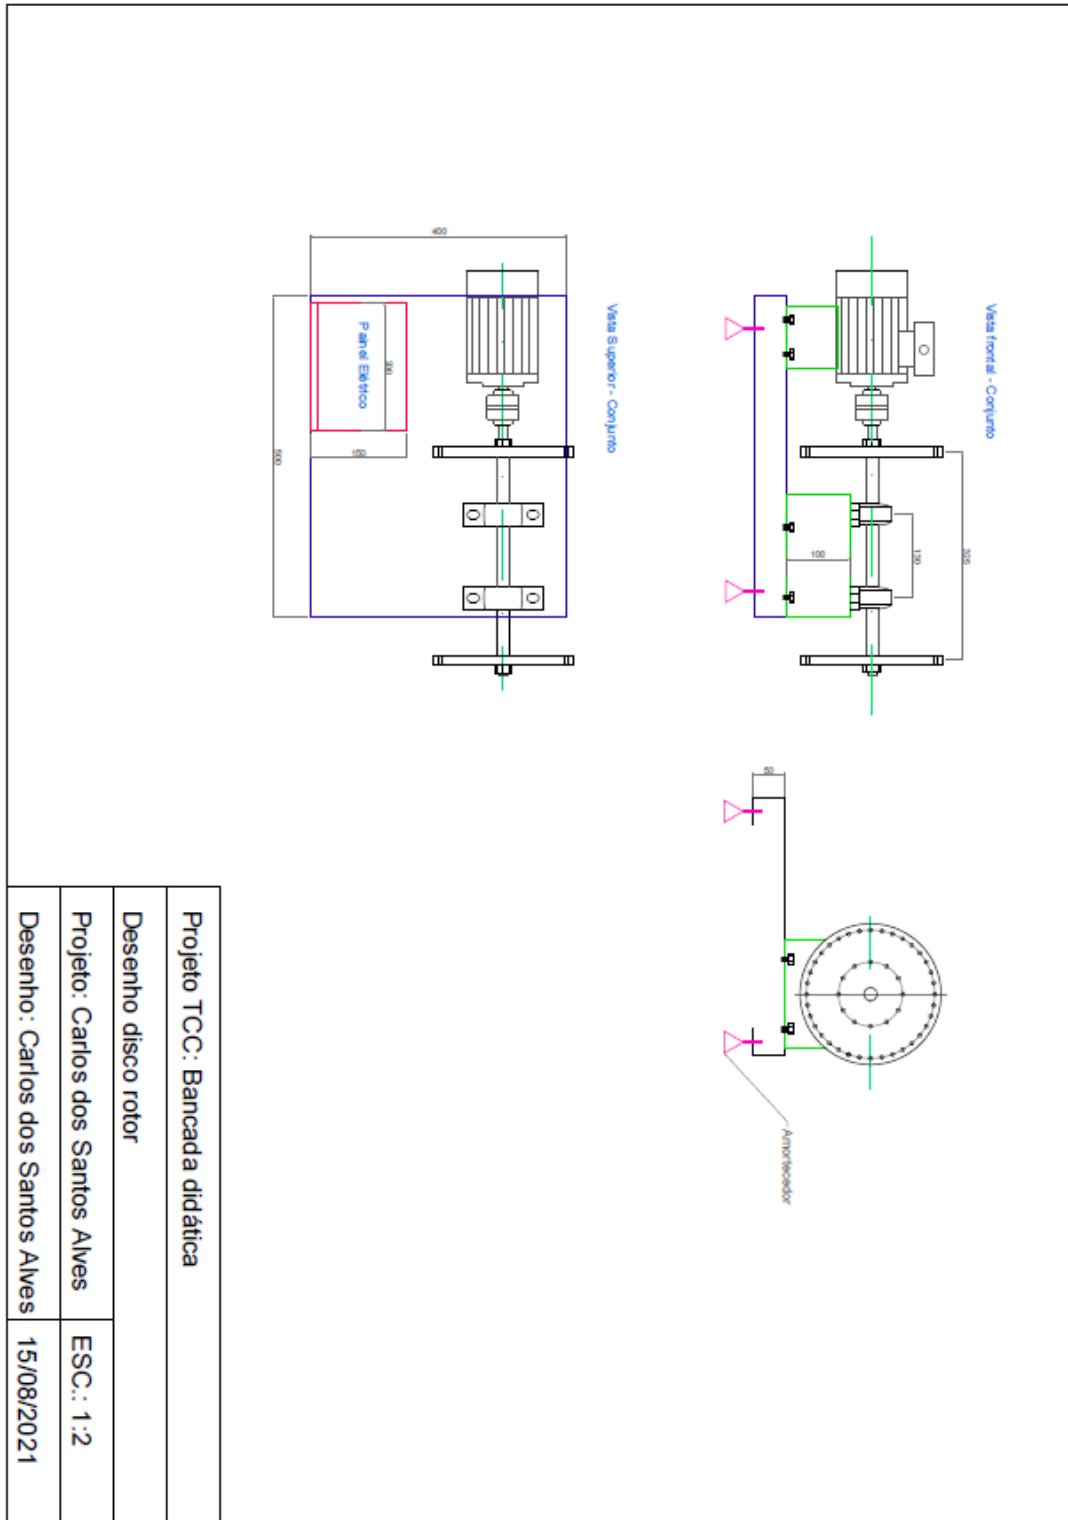 Vista frontal - Conjunto
325
130
100
Vista Superior - Conjunto
400
Painel Elétrico
300
150
500
50
Amortecedor
Projeto TCC: Bancada didática
Desenho disco rotor
Projeto: Carlos dos Santos Alves ESC.: 1:2
Desenho: Carlos dos Santos Alves 15/08/2021